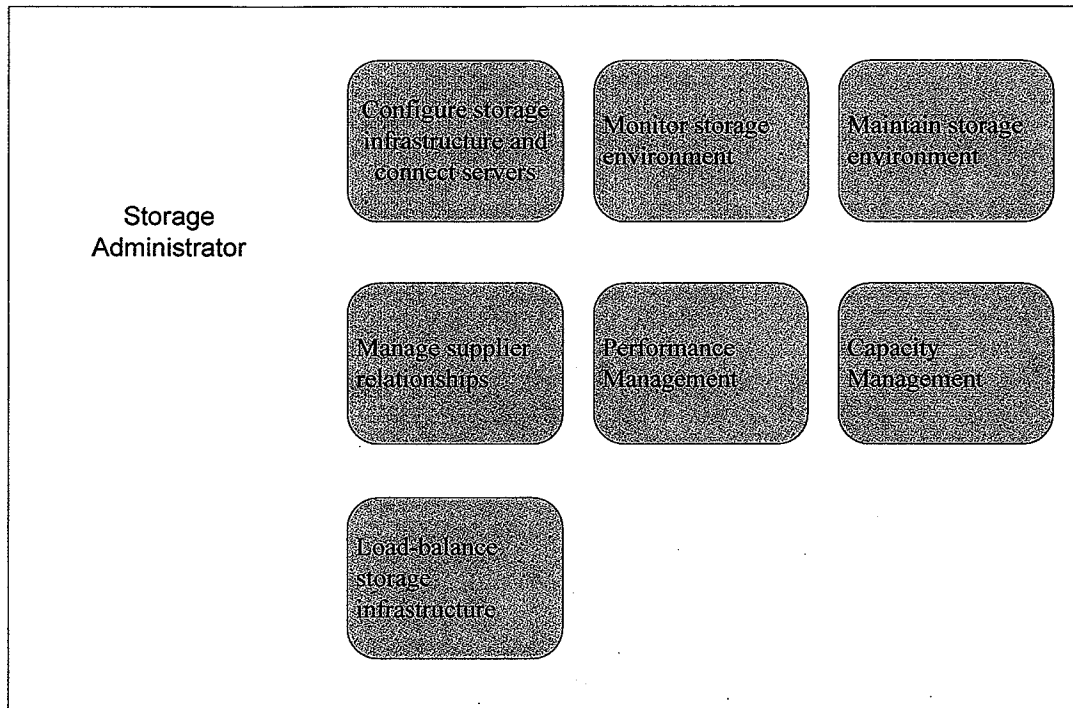 Storage
Administrator
Configure storage
infrastructure and
connect servers
Monitor storage
environment
Maintain storage
environment
Manage supplier
relationships
Performance
Management
Capacity
Management
Load-balance
storage
infrastructure